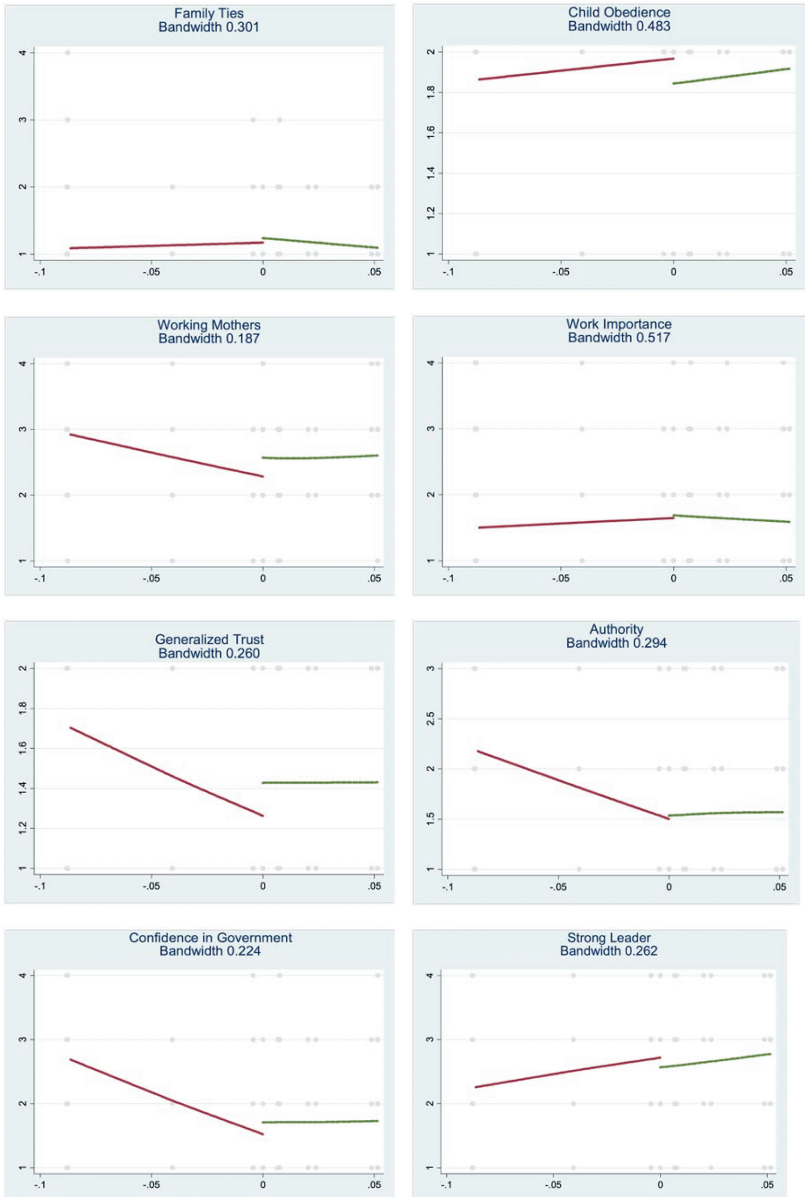 Family Ties
Bandwidth 0.301
4
3
2
1
-.1 -.05 0 .05
Child Obedience
Bandwidth 0.483
2
1.8
1.6
1.4
1.2
1
-.1 -.05 0 .05
Working Mothers
Bandwidth 0.187
4
3
2
1
-.1 -.05 0 .05
Work Importance
Bandwidth 0.517
4
3
2
1
-.1 -.05 0 .05
Generalized Trust
Bandwidth 0.260
2
1.8
1.6
1.4
1.2
1
-.1 -.05 0 .05
Authority
Bandwidth 0.294
3
2.5
2
1.5
1
-.1 -.05 0 .05
Confidence in Government
Bandwidth 0.224
4
3
2
1
-.1 -.05 0 .05
Strong Leader
Bandwidth 0.262
4
3
2
1
-.1 -.05 0 .05